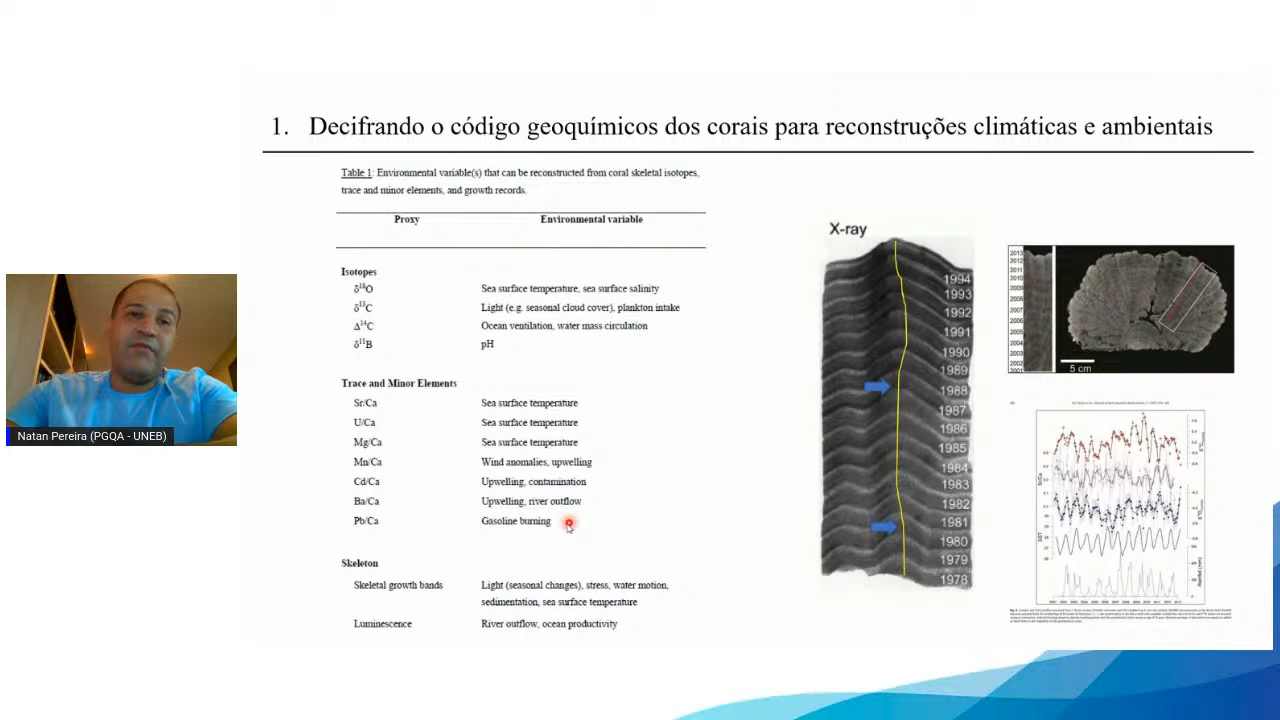 1. Decifrando o código geoquímicos dos corais para reconstruções climáticas e ambientais
Table 1: Environmental variable(s) that can be reconstructed from coral skeletal isotopes,
trace and minor elements, and growth records.
Proxy Environmental variable
Isotopes
δ¹⁸O Sea surface temperature, sea surface salinity
δ¹³C Light (e.g. seasonal cloud cover), plankton intake
Δ¹⁴C Ocean ventilation, water mass circulation
δ¹¹B pH
Trace and Minor Elements
Sr/Ca Sea surface temperature
U/Ca Sea surface temperature
Mg/Ca Sea surface temperature
Mn/Ca Wind anomalies, upwelling
Cd/Ca Upwelling, contamination
Ba/Ca Upwelling, river outflow
Pb/Ca Gasoline burning
Skeleton
Skeletal growth bands Light (seasonal changes), stress, water motion,
sedimentation, sea surface temperature
Luminescence River outflow, ocean productivity
Natan Pereira (PGQA - UNEB)
X-ray
1994
1993
1992
1991
1990
1989
1988
1987
1986
1985
1984
1983
1982
1981
1980
1979
1978
2013
2012
2011
2010
2009
2008
2007
2006
2005
2004
2003
2002
2001
5 cm
Sr/Ca
SST